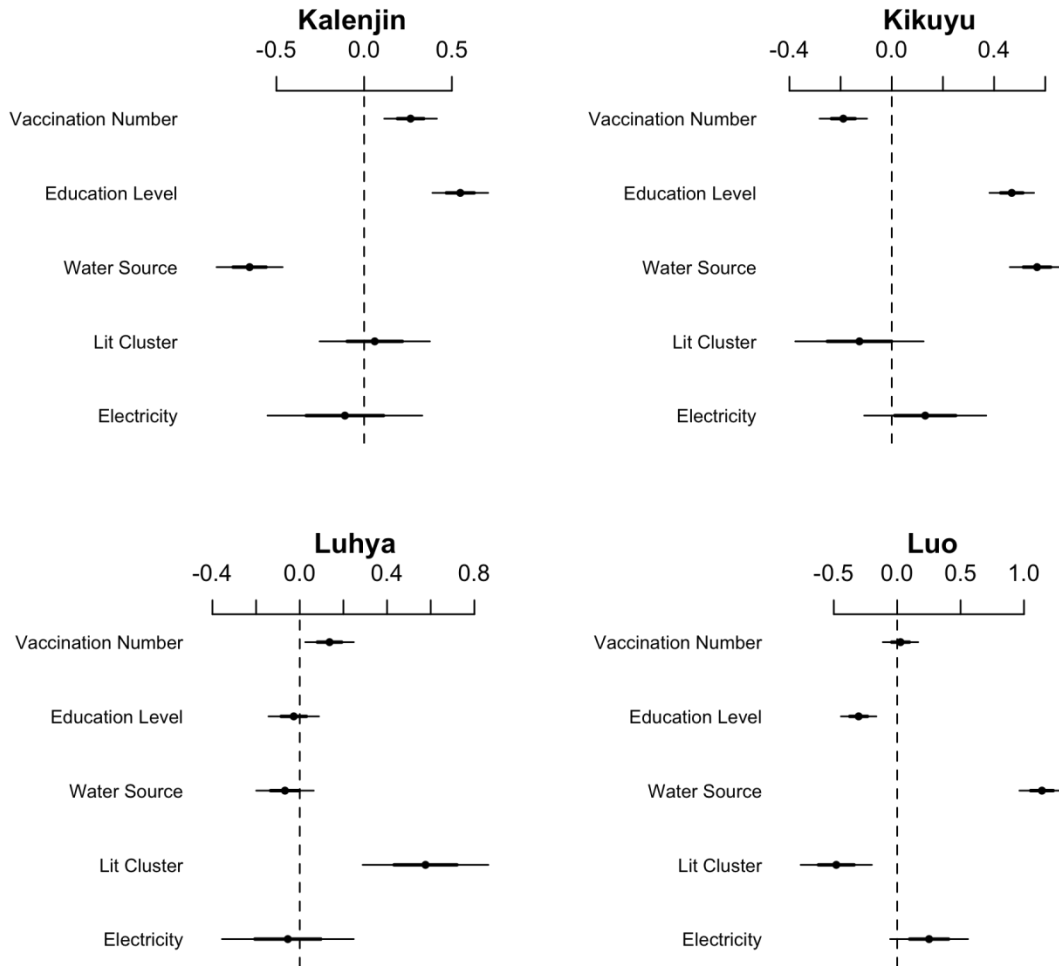 Kalenjin
-0.5 0.0 0.5
Vaccination Number
Education Level
Water Source
Lit Cluster
Electricity
Kikuyu
-0.4 0.0 0.4
Vaccination Number
Education Level
Water Source
Lit Cluster
Electricity
Luhya
-0.4 0.0 0.4 0.8
Vaccination Number
Education Level
Water Source
Lit Cluster
Electricity
Luo
-0.5 0.0 0.5 1.0
Vaccination Number
Education Level
Water Source
Lit Cluster
Electricity